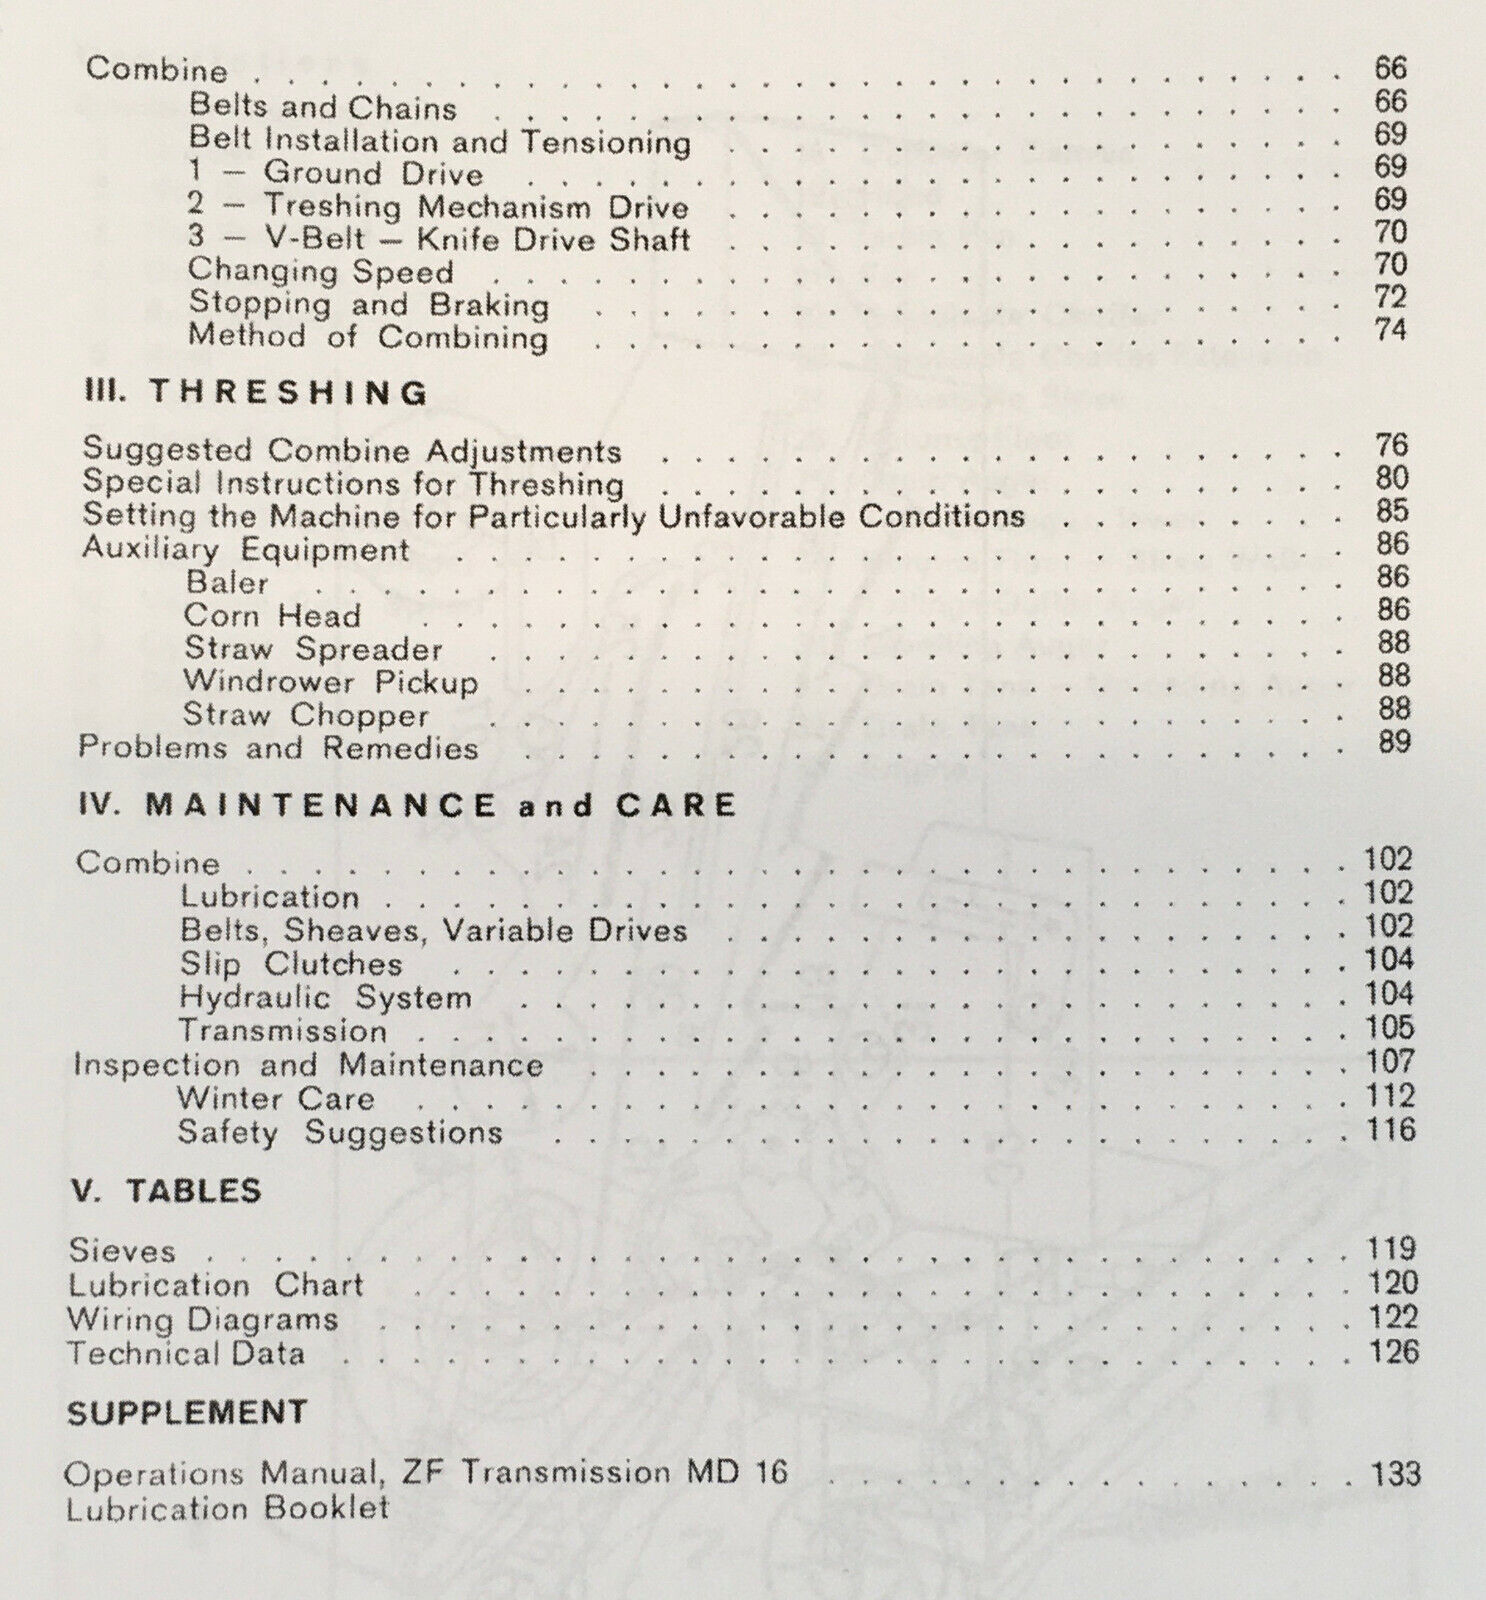 Combine . . . . . . . . . . . . . . . . . . . . . . . . . . . . . . . . . 66
Belts and Chains . . . . . . . . . . . . . . . . . . . . . . . . . . 66
Belt Installation and Tensioning . . . . . . . . . . . . . . . . . . . 69
1 — Ground Drive . . . . . . . . . . . . . . . . . . . . . . . . . 69
2 — Treshing Mechanism Drive . . . . . . . . . . . . . . . . . . . 69
3 — V-Belt — Knife Drive Shaft . . . . . . . . . . . . . . . . . . . 70
Changing Speed . . . . . . . . . . . . . . . . . . . . . . . . . . 70
Stopping and Braking . . . . . . . . . . . . . . . . . . . . . . . 72
Method of Combining . . . . . . . . . . . . . . . . . . . . . . . 74
III. THRESHING
Suggested Combine Adjustments . . . . . . . . . . . . . . . . . . . . . 76
Special Instructions for Threshing . . . . . . . . . . . . . . . . . . . . . 80
Setting the Machine for Particularly Unfavorable Conditions . . . . . . . . . 85
Auxiliary Equipment . . . . . . . . . . . . . . . . . . . . . . . . . . . 86
Baler . . . . . . . . . . . . . . . . . . . . . . . . . . . . . . . 86
Corn Head . . . . . . . . . . . . . . . . . . . . . . . . . . . . 86
Straw Spreader . . . . . . . . . . . . . . . . . . . . . . . . . . 88
Windrower Pickup . . . . . . . . . . . . . . . . . . . . . . . . . 88
Straw Chopper . . . . . . . . . . . . . . . . . . . . . . . . . . 88
Problems and Remedies . . . . . . . . . . . . . . . . . . . . . . . . . 89
IV. MAINTENANCE and CARE
Combine . . . . . . . . . . . . . . . . . . . . . . . . . . . . . . . . . 102
Lubrication . . . . . . . . . . . . . . . . . . . . . . . . . . . . . 102
Belts, Sheaves, Variable Drives . . . . . . . . . . . . . . . . . . . 102
Slip Clutches . . . . . . . . . . . . . . . . . . . . . . . . . . . 104
Hydraulic System . . . . . . . . . . . . . . . . . . . . . . . . . 104
Transmission . . . . . . . . . . . . . . . . . . . . . . . . . . . . 105
Inspection and Maintenance . . . . . . . . . . . . . . . . . . . . . . . 107
Winter Care . . . . . . . . . . . . . . . . . . . . . . . . . . . . 112
Safety Suggestions . . . . . . . . . . . . . . . . . . . . . . . . 116
V. TABLES
Sieves . . . . . . . . . . . . . . . . . . . . . . . . . . . . . . . . . . 119
Lubrication Chart . . . . . . . . . . . . . . . . . . . . . . . . . . . . 120
Wiring Diagrams . . . . . . . . . . . . . . . . . . . . . . . . . . . . . 122
Technical Data . . . . . . . . . . . . . . . . . . . . . . . . . . . . . . 126
SUPPLEMENT
Operations Manual, ZF Transmission MD 16 . . . . . . . . . . . . . . . . 133
Lubrication Booklet